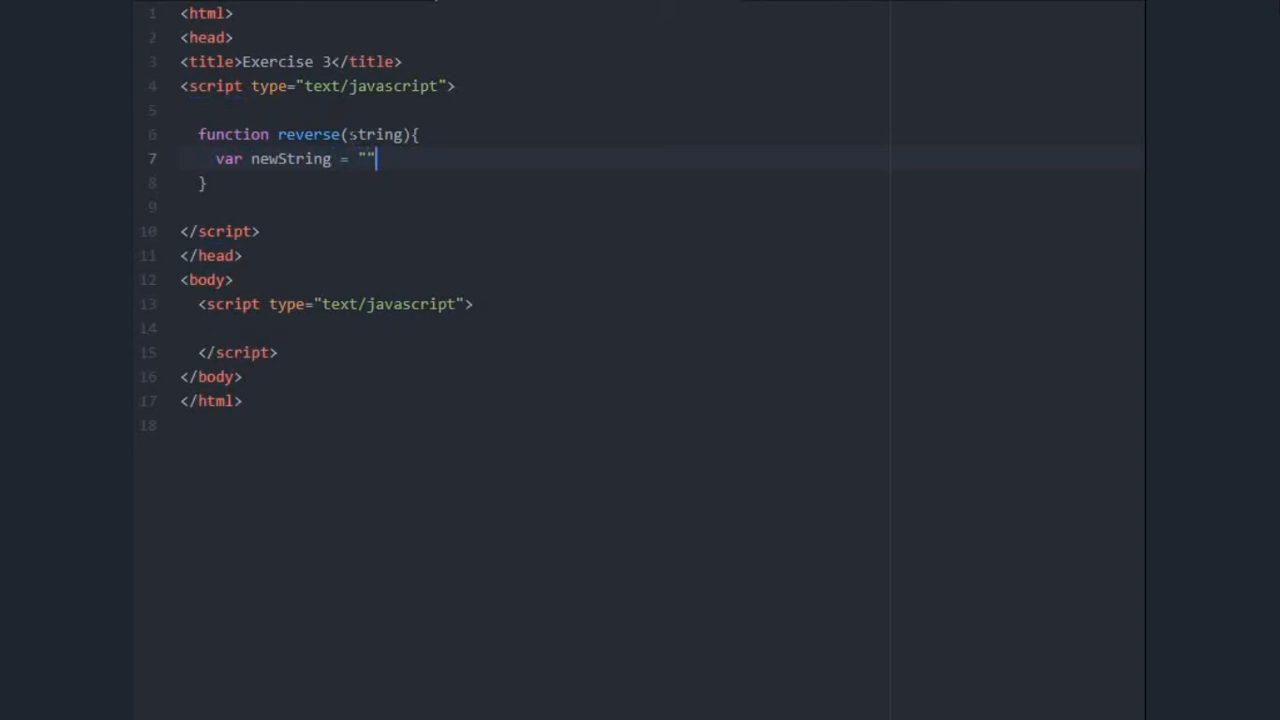 1 <html>
2 <head>
3 <title>Exercise 3</title>
4 <script type="text/javascript">
5
6 function reverse(string){
7 var newString = ""
8 }
9
10 </script>
11 </head>
12 <body>
13 <script type="text/javascript">
14
15 </script>
16 </body>
17 </html>
18